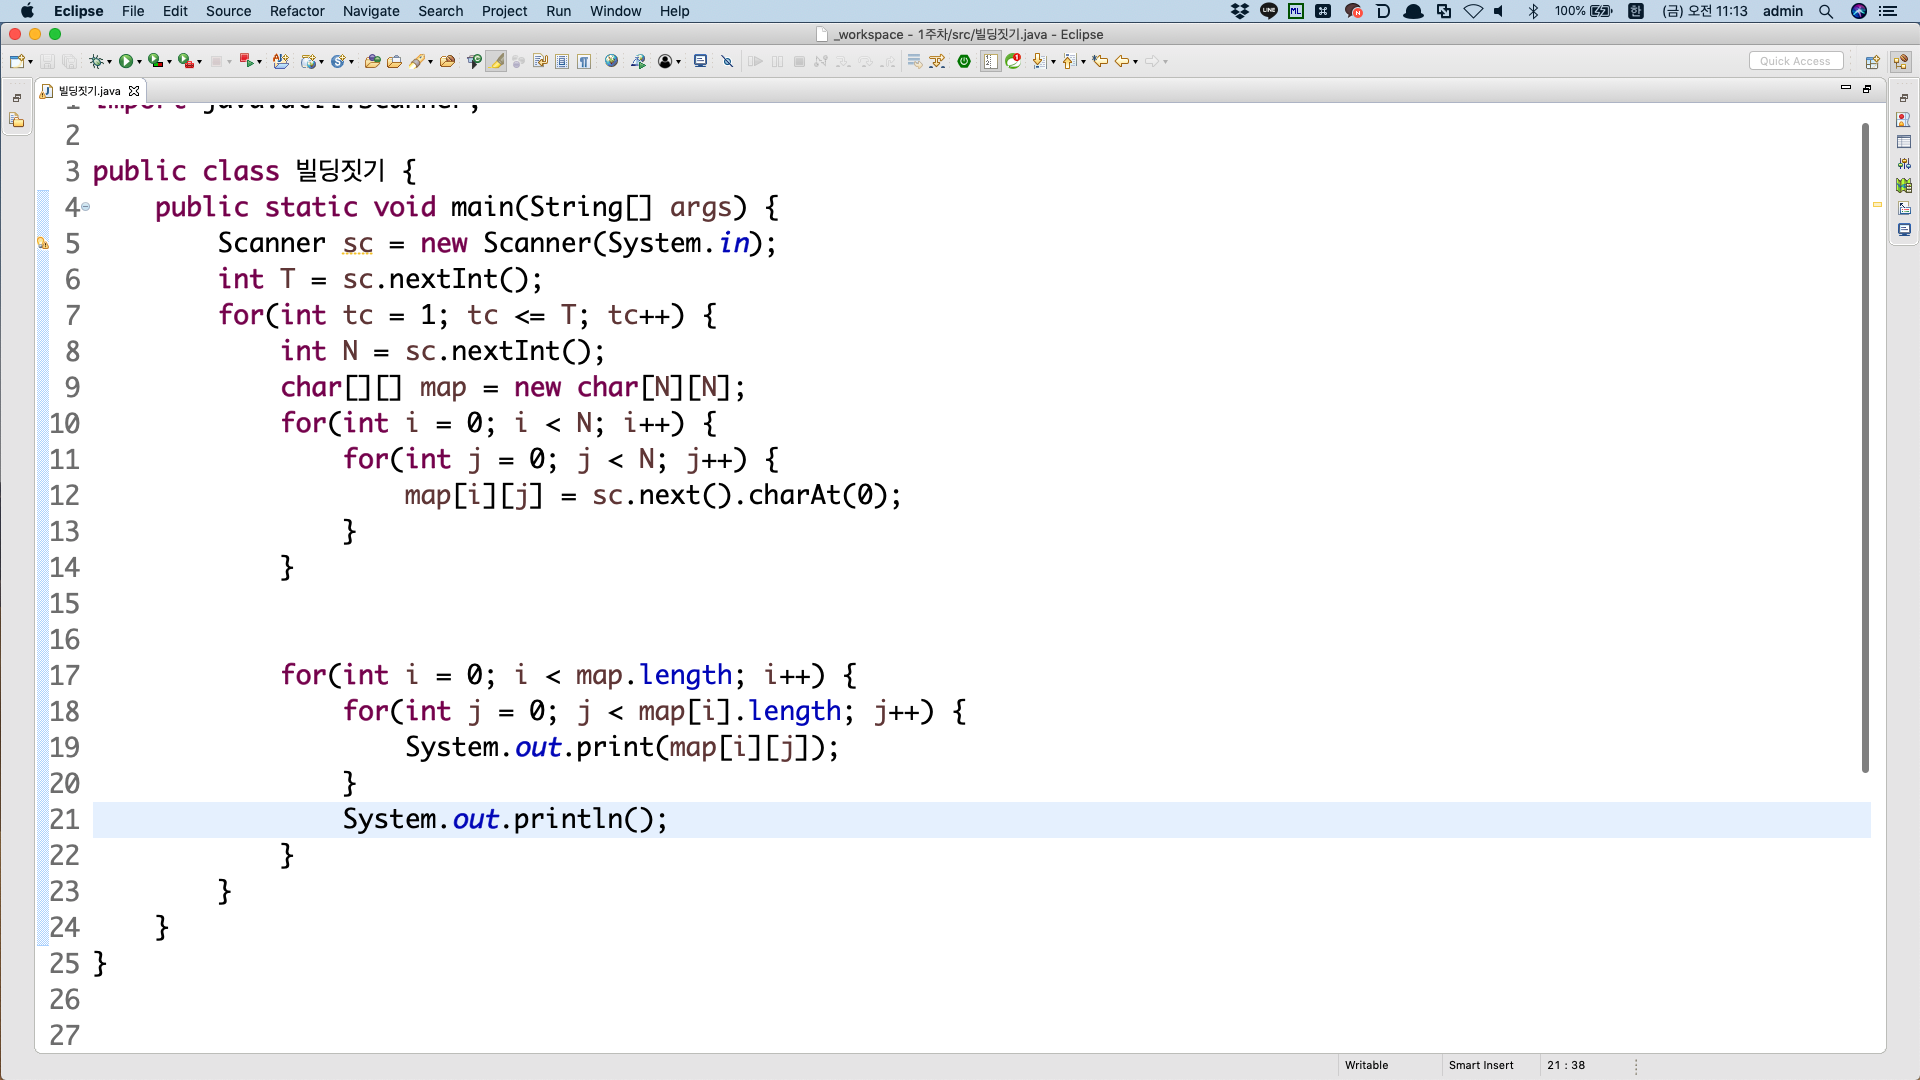 Eclipse File Edit Source Refactor Navigate Search Project Run Window Help 100% 한 (금) 오전 11:13 admin
_workspace - 1주차/src/빌딩짓기.java - Eclipse
Quick Access
빌딩짓기.java
1 import java.util.Scanner;
2
3 public class 빌딩짓기 {
4 public static void main(String[] args) {
5 Scanner sc = new Scanner(System.in);
6 int T = sc.nextInt();
7 for(int tc = 1; tc <= T; tc++) {
8 int N = sc.nextInt();
9 char[][] map = new char[N][N];
10 for(int i = 0; i < N; i++) {
11 for(int j = 0; j < N; j++) {
12 map[i][j] = sc.next().charAt(0);
13 }
14 }
15
16
17 for(int i = 0; i < map.length; i++) {
18 for(int j = 0; j < map[i].length; j++) {
19 System.out.print(map[i][j]);
20 }
21 System.out.println();
22 }
23 }
24 }
25 }
26
27
Writable Smart Insert 21 : 38